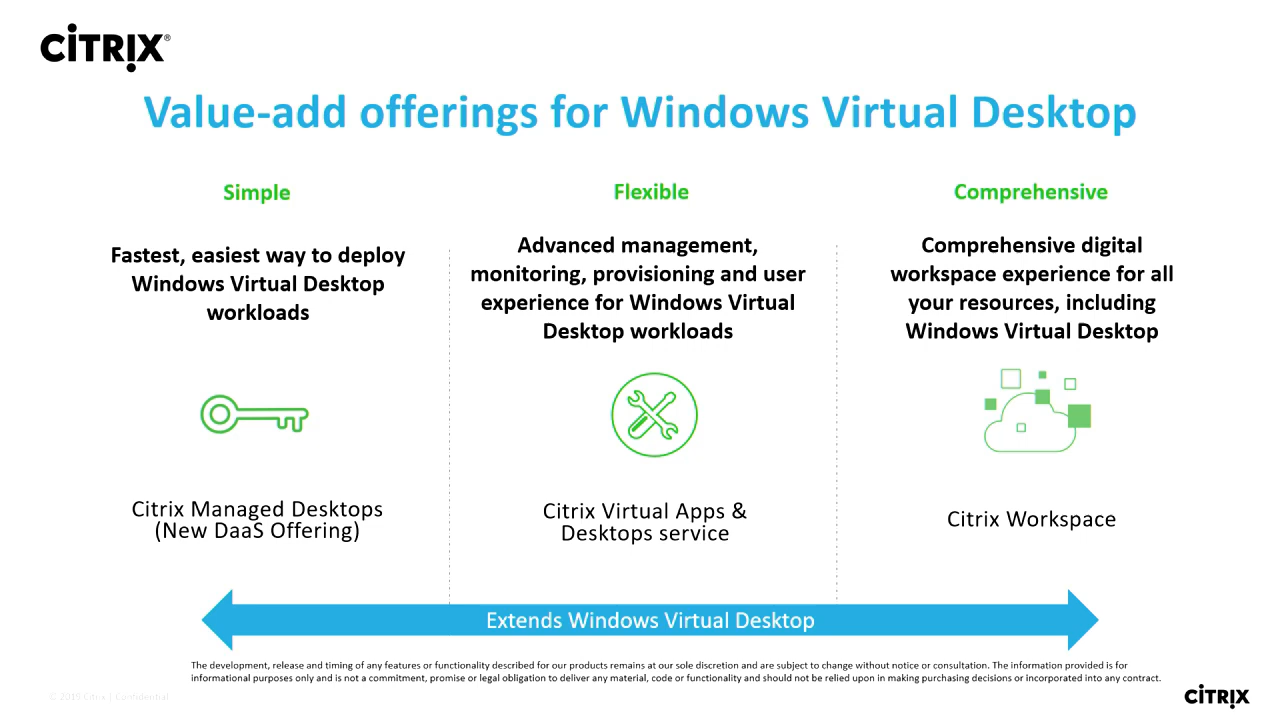 CiTRIX®
Value-add offerings for Windows Virtual Desktop
Simple
Fastest, easiest way to deploy
Windows Virtual Desktop
workloads
Citrix Managed Desktops
(New DaaS Offering)
Flexible
Advanced management,
monitoring, provisioning and user
experience for Windows Virtual
Desktop workloads
Citrix Virtual Apps &
Desktops service
Comprehensive
Comprehensive digital
workspace experience for all
your resources, including
Windows Virtual Desktop
Citrix Workspace
Extends Windows Virtual Desktop
The development, release and timing of any features or functionality described for our products remains at our sole discretion and are subject to change without notice or consultation. The information provided is for
informational purposes only and is not a commitment, promise or legal obligation to deliver any material, code or functionality and should not be relied upon in making purchasing decisions or incorporated into any contract.
© Citrix | Confidential
CiTRIX